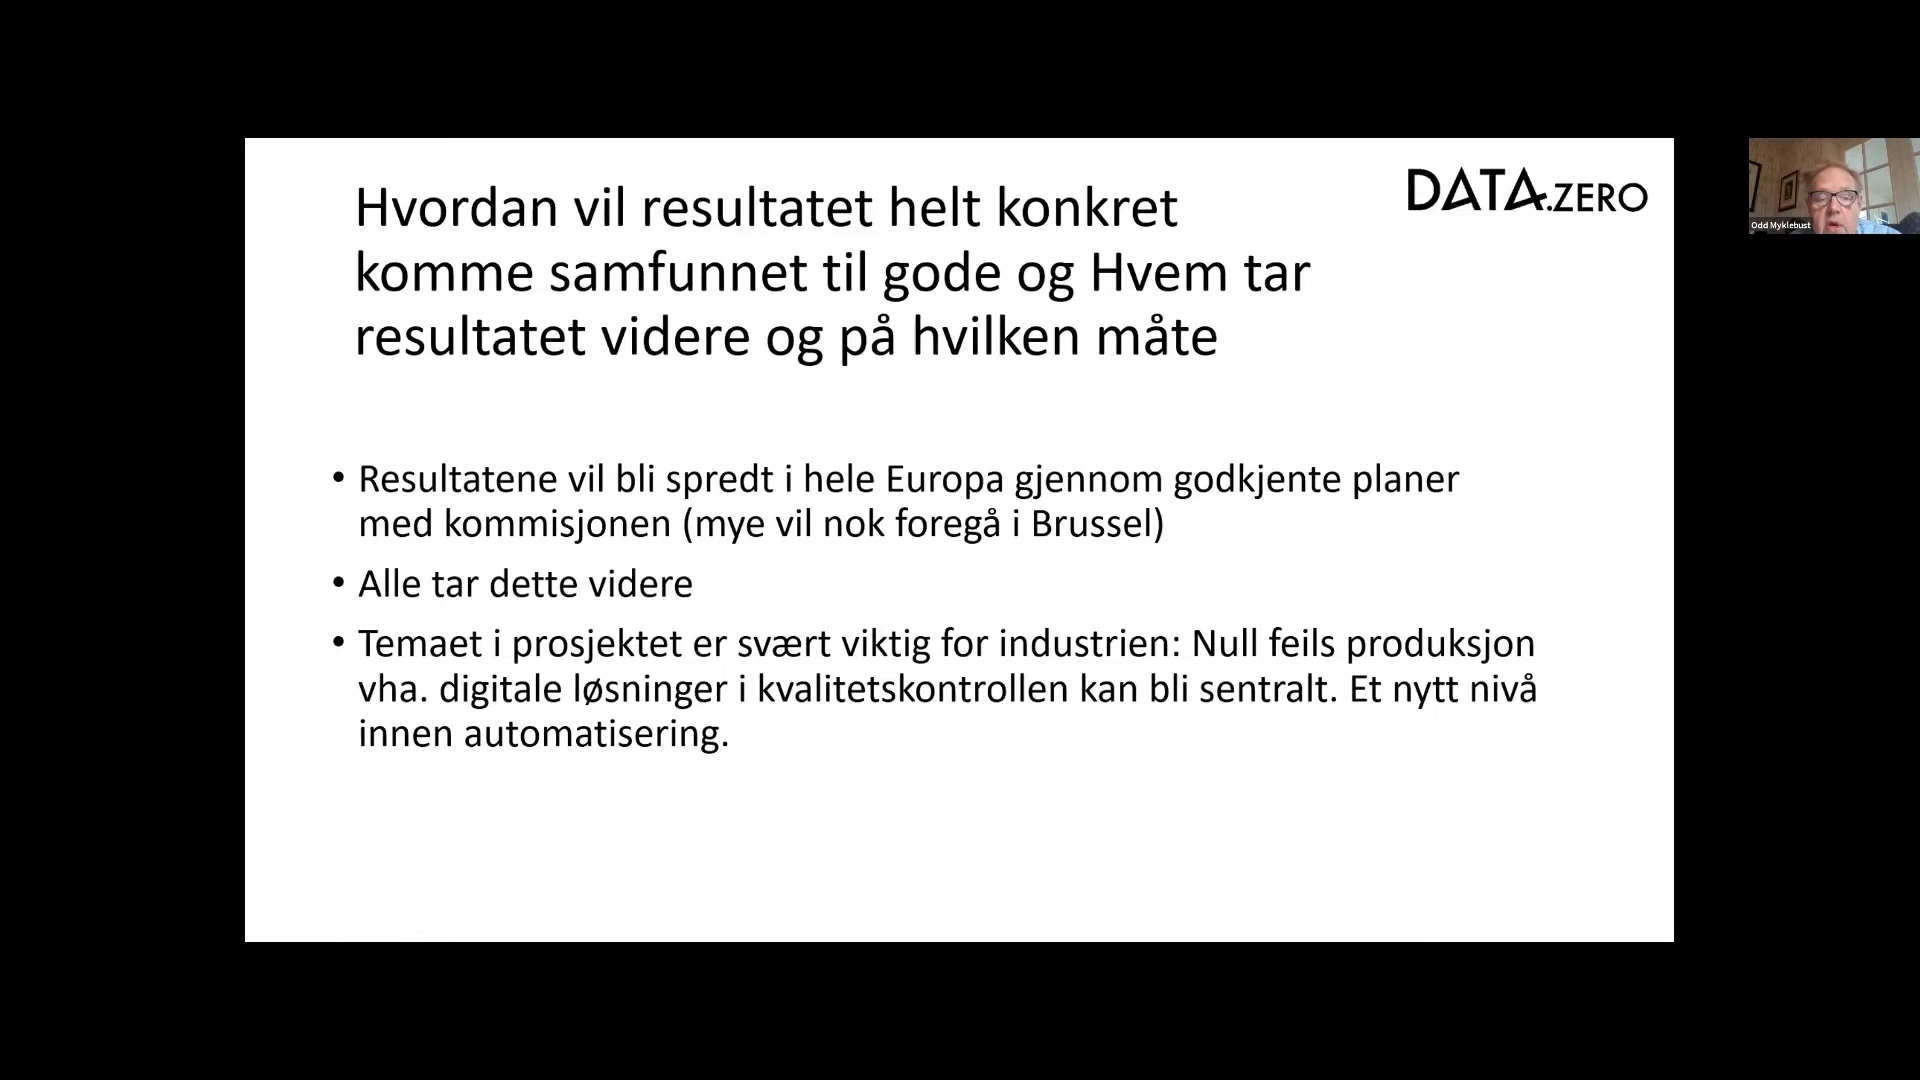 Hvordan vil resultatet helt konkret
komme samfunnet til gode og Hvem tar
resultatet videre og på hvilken måte
DATA.ZERO
Odd Myklebust
• Resultatene vil bli spredt i hele Europa gjennom godkjente planer
med kommisjonen (mye vil nok foregå i Brussel)
• Alle tar dette videre
• Temaet i prosjektet er svært viktig for industrien: Null feils produksjon
vha. digitale løsninger i kvalitetskontrollen kan bli sentralt. Et nytt nivå
innen automatisering.